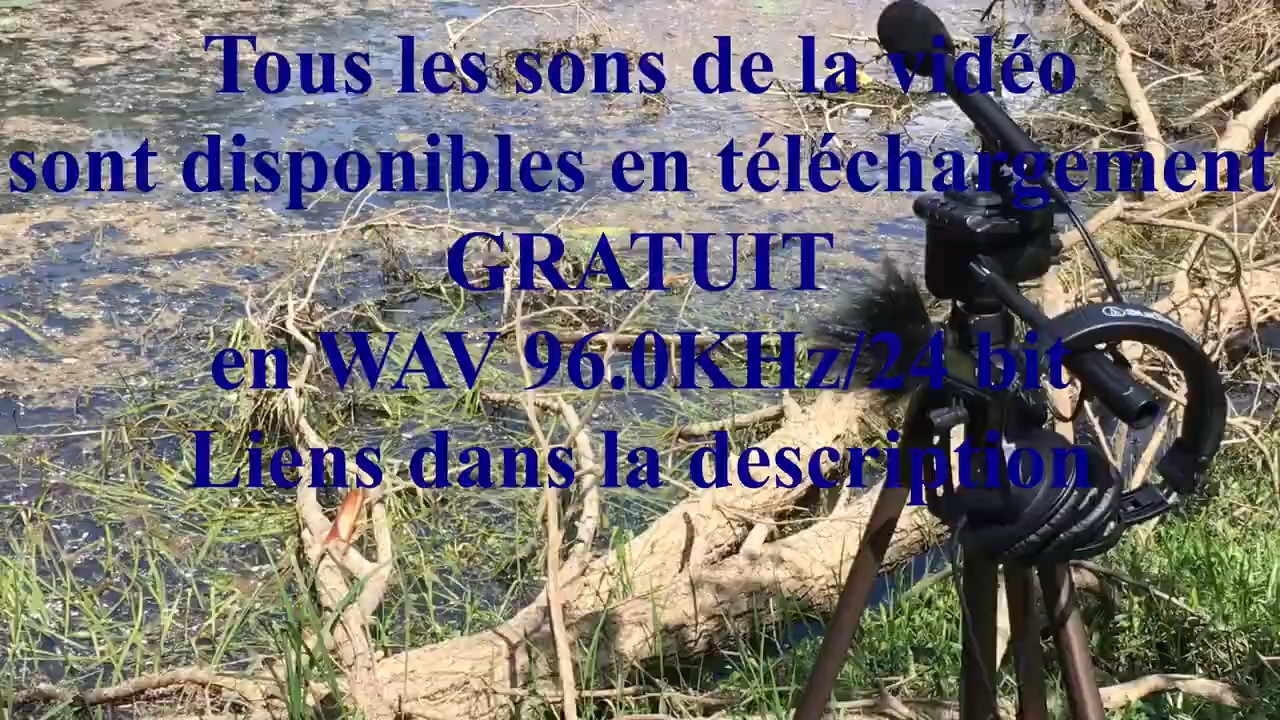 Tous les sons de la vidéo
sont disponibles en téléchargement
GRATUIT
en WAV 96.0KHz/24 bit
Liens dans la description